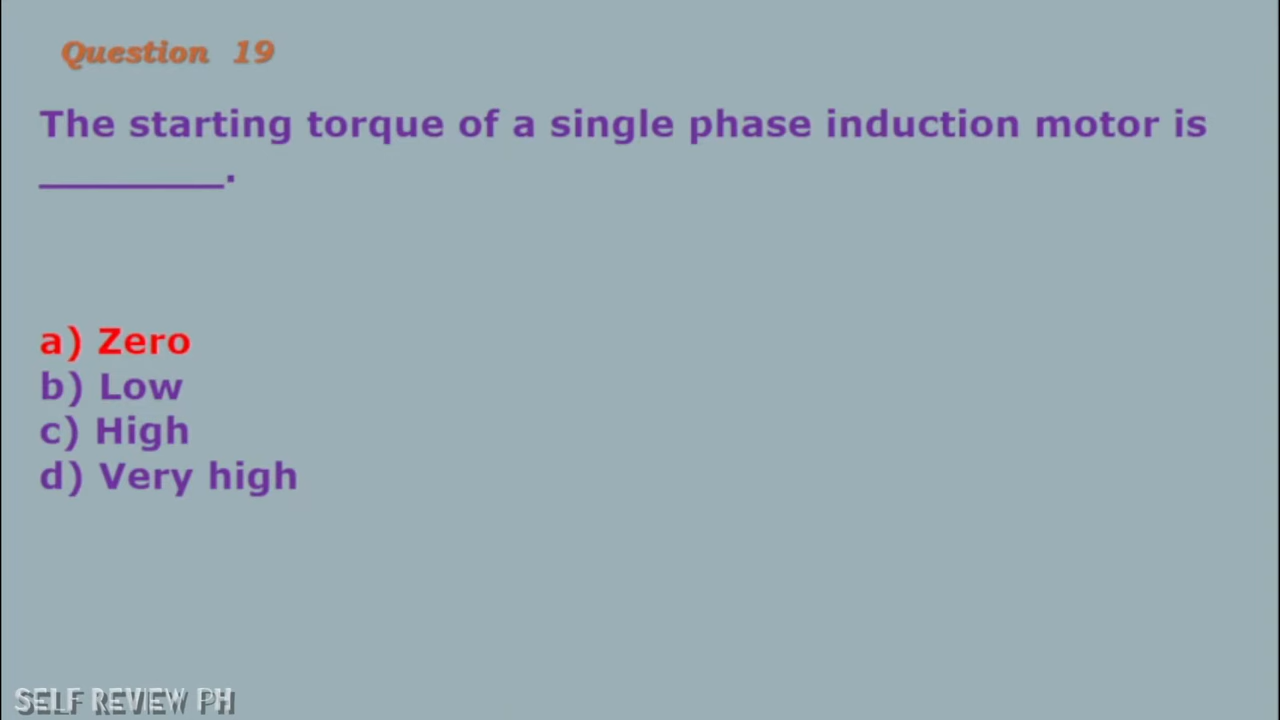 Question 19
The starting torque of a single phase induction motor is
________.
a) Zero
b) Low
c) High
d) Very high
SELF REVIEW PH